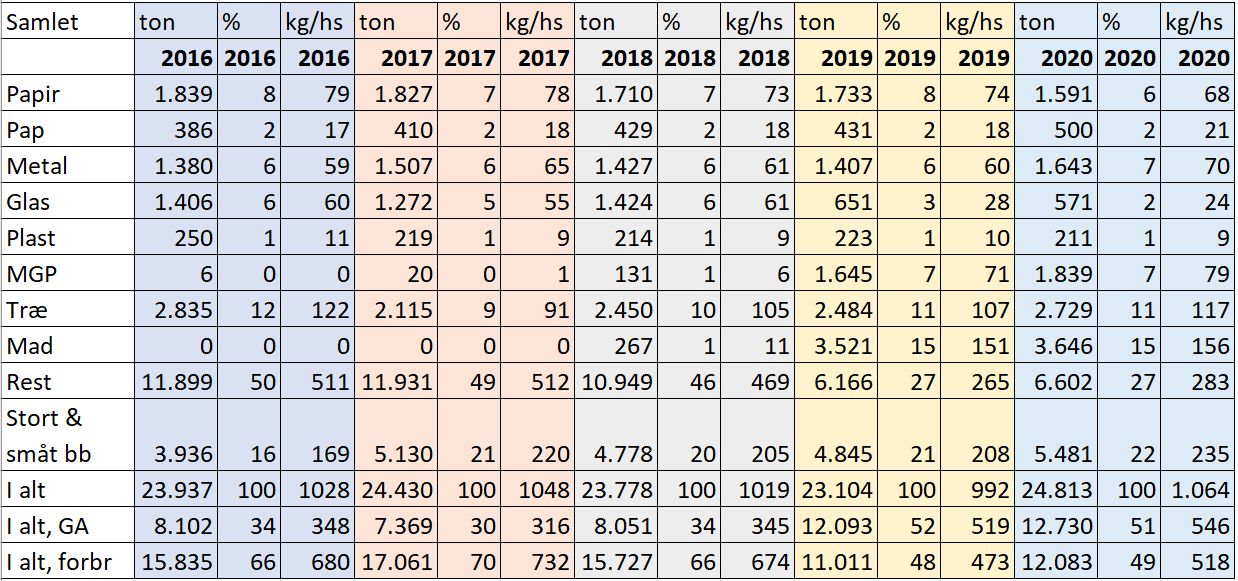 Samlet ton % kg/hs ton % kg/hs ton % kg/hs ton % kg/hs ton % kg/hs
2016 2016 2016 2017 2017 2017 2018 2018 2018 2019 2019 2019 2020 2020 2020
Papir 1.839 8 79 1.827 7 78 1.710 7 73 1.733 8 74 1.591 6 68
Pap 386 2 17 410 2 18 429 2 18 431 2 18 500 2 21
Metal 1.380 6 59 1.507 6 65 1.427 6 61 1.407 6 60 1.643 7 70
Glas 1.406 6 60 1.272 5 55 1.424 6 61 651 3 28 571 2 24
Plast 250 1 11 219 1 9 214 1 9 223 1 10 211 1 9
MGP 6 0 0 20 0 1 131 1 6 1.645 7 71 1.839 7 79
Træ 2.835 12 122 2.115 9 91 2.450 10 105 2.484 11 107 2.729 11 117
Mad 0 0 0 0 0 0 267 1 11 3.521 15 151 3.646 15 156
Rest 11.899 50 511 11.931 49 512 10.949 46 469 6.166 27 265 6.602 27 283
Stort &
småt bb 3.936 16 169 5.130 21 220 4.778 20 205 4.845 21 208 5.481 22 235
I alt 23.937 100 1028 24.430 100 1048 23.778 100 1019 23.104 100 992 24.813 100 1.064
I alt, GA 8.102 34 348 7.369 30 316 8.051 34 345 12.093 52 519 12.730 51 546
I alt, forbr 15.835 66 680 17.061 70 732 15.727 66 674 11.011 48 473 12.083 49 518